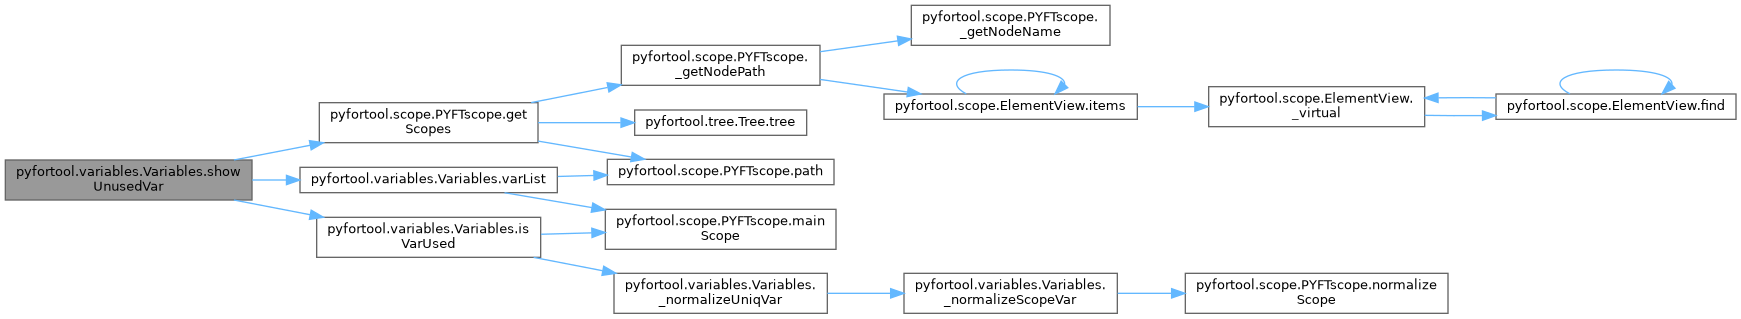 pyfortool.scope.PYFTscope.
_getNodeName
pyfortool.scope.PYFTscope.
_getNodePath
pyfortool.scope.ElementView.items
pyfortool.scope.ElementView.
_virtual
pyfortool.scope.ElementView.find
pyfortool.scope.PYFTscope.get
Scopes
pyfortool.tree.Tree.tree
pyfortool.variables.Variables.show
UnusedVar
pyfortool.variables.Variables.varList
pyfortool.scope.PYFTscope.path
pyfortool.variables.Variables.is
VarUsed
pyfortool.scope.PYFTscope.main
Scope
pyfortool.variables.Variables.
_normalizeUniqVar
pyfortool.variables.Variables.
_normalizeScopeVar
pyfortool.scope.PYFTscope.normalize
Scope